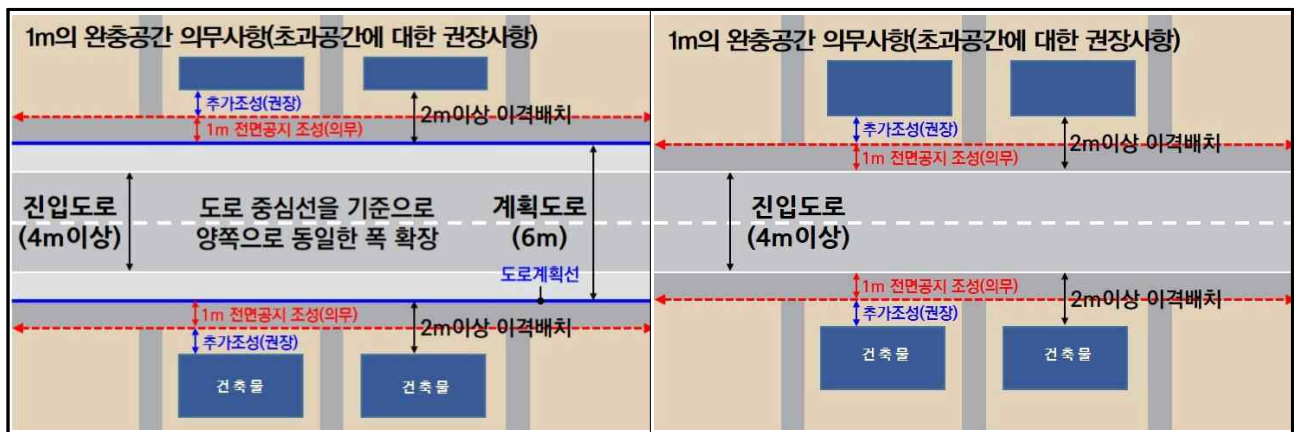 1m의 완충공간 의무사항(초과공간에 대한 권장사항)
추가조성(권장)
1m 전면공지 조성(의무)
2m이상 이격배치
진입도로
(4m이상)
도로 중심선을 기준으로
양쪽으로 동일한 폭 확장
계획도로
(6m)
도로계획선
1m 전면공지 조성(의무)
2m이상 이격배치
추가조성(권장)
건축물
건축물
1m의 완충공간 의무사항(초과공간에 대한 권장사항)
추가조성(권장)
2m이상 이격배치
1m 전면공지 조성(의무)
진입도로
(4m이상)
1m 전면공지 조성(의무)
2m이상 이격배치
추가조성(권장)
건축물
건축물